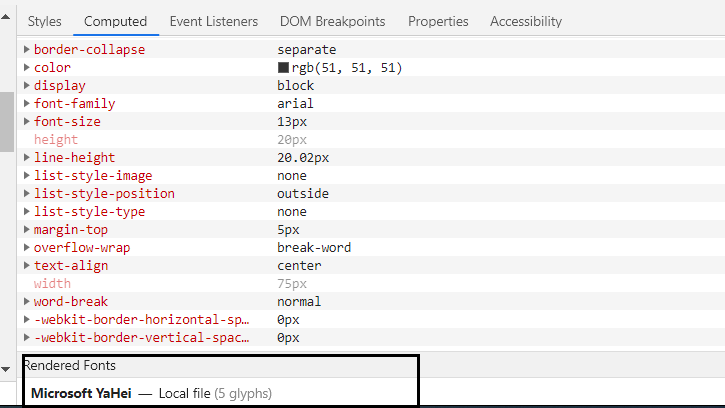 Styles Computed Event Listeners DOM Breakpoints Properties Accessibility
border-collapse separate
color rgb(51, 51, 51)
display block
font-family arial
font-size 13px
height 20px
line-height 20.02px
list-style-image none
list-style-position outside
list-style-type none
margin-top 5px
overflow-wrap break-word
text-align center
width 75px
word-break normal
-webkit-border-horizontal-sp… 0px
-webkit-border-vertical-spac… 0px
Rendered Fonts
Microsoft YaHei — Local file (5 glyphs)